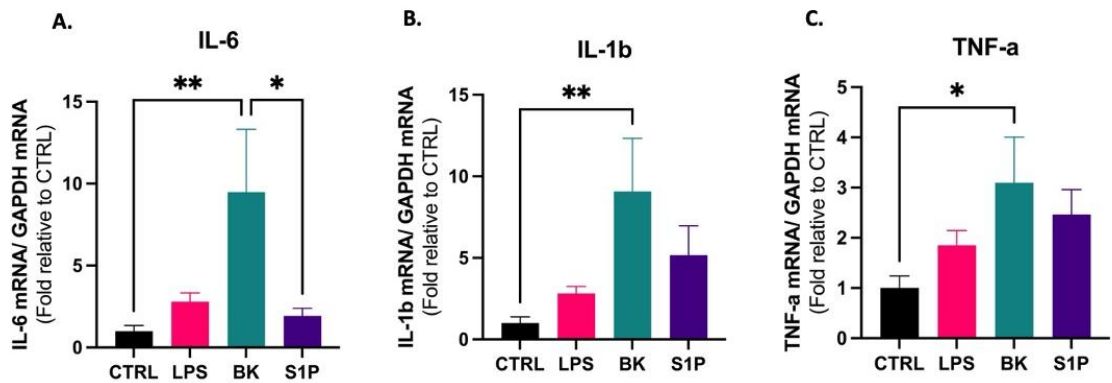 A.
IL-6
** *
IL-6 mRNA/ GAPDH mRNA
(Fold relative to CTRL)
15
10
5
0
CTRL LPS BK S1P
B.
IL-1b
**
IL-1b mRNA/ GAPDH mRNA
(Fold relative to CTRL)
15
10
5
0
CTRL LPS BK S1P
C.
TNF-a
*
TNF-a mRNA/ GAPDH mRNA
(Fold relative to CTRL)
5
4
3
2
1
0
CTRL LPS BK S1P